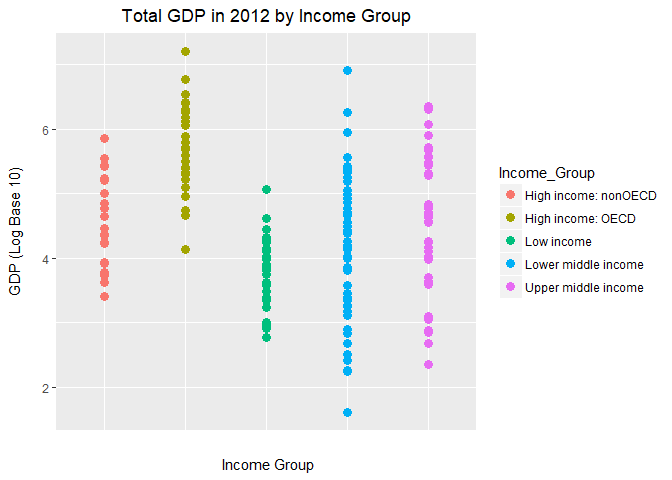 Total GDP in 2012 by Income Group
GDP (Log Base 10)
6
4
2
Income Group
Income_Group
High income: nonOECD
High income: OECD
Low income
Lower middle income
Upper middle income